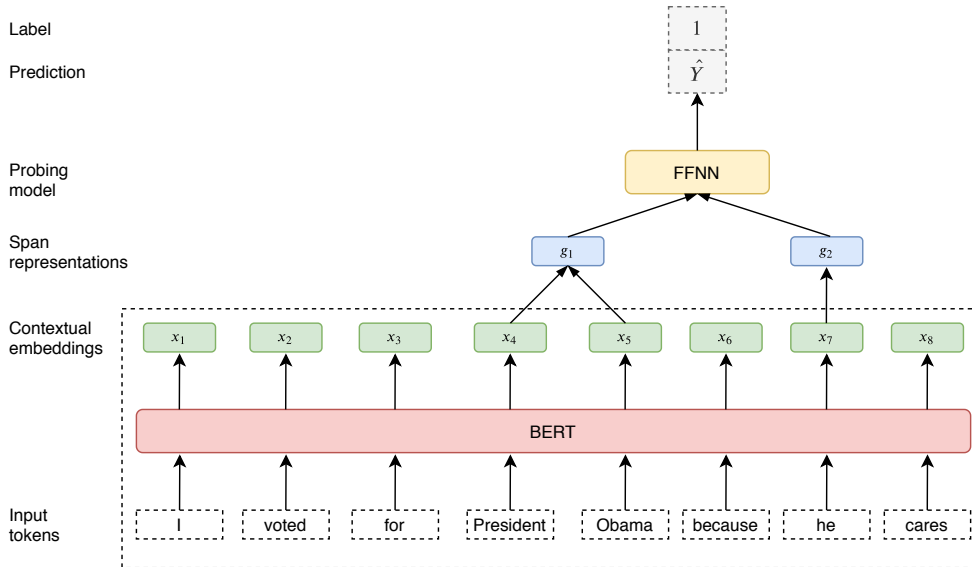 Label
1
Prediction
Ŷ
Probing
model
FFNN
Span
representations
g₁ g₂
Contextual
embeddings
x₁ x₂ x₃ x₄ x₅ x₆ x₇ x₈
BERT
Input
tokens
I voted for President Obama because he cares